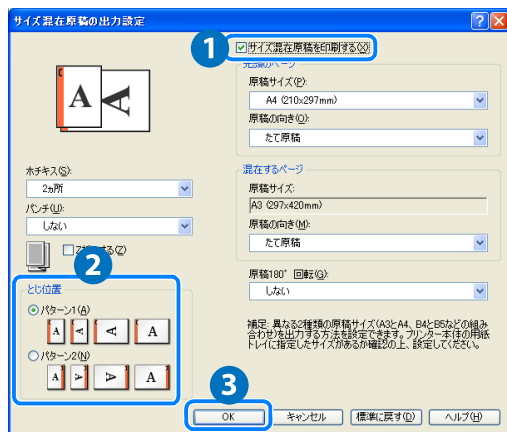 サイズ混在原稿の出力設定
1
サイズ混在原稿を印刷する(X)
先頭のページ
原稿サイズ(P):
A4 (210x297mm)
原稿の向き(O):
たて原稿
A A
ホチキス(S):
2ヵ所
パンチ(U):
しない
Z折りする(Z)
混在するページ
原稿サイズ:
A3 (297x420mm)
原稿の向き(M):
たて原稿
2
とじ位置
パターン1(A)
A A A A
パターン2(N)
A A A A
原稿180° 回転(G):
しない
補足: 異なる2種類の原稿サイズ(A3とA4、B4とB5などの組み
合わせ)を出力する方法を設定できます。プリンター本体の用紙
トレイに指定したサイズがあるか確認の上、設定してください。
3
OK
キャンセル
標準に戻す(D)
ヘルプ(H)